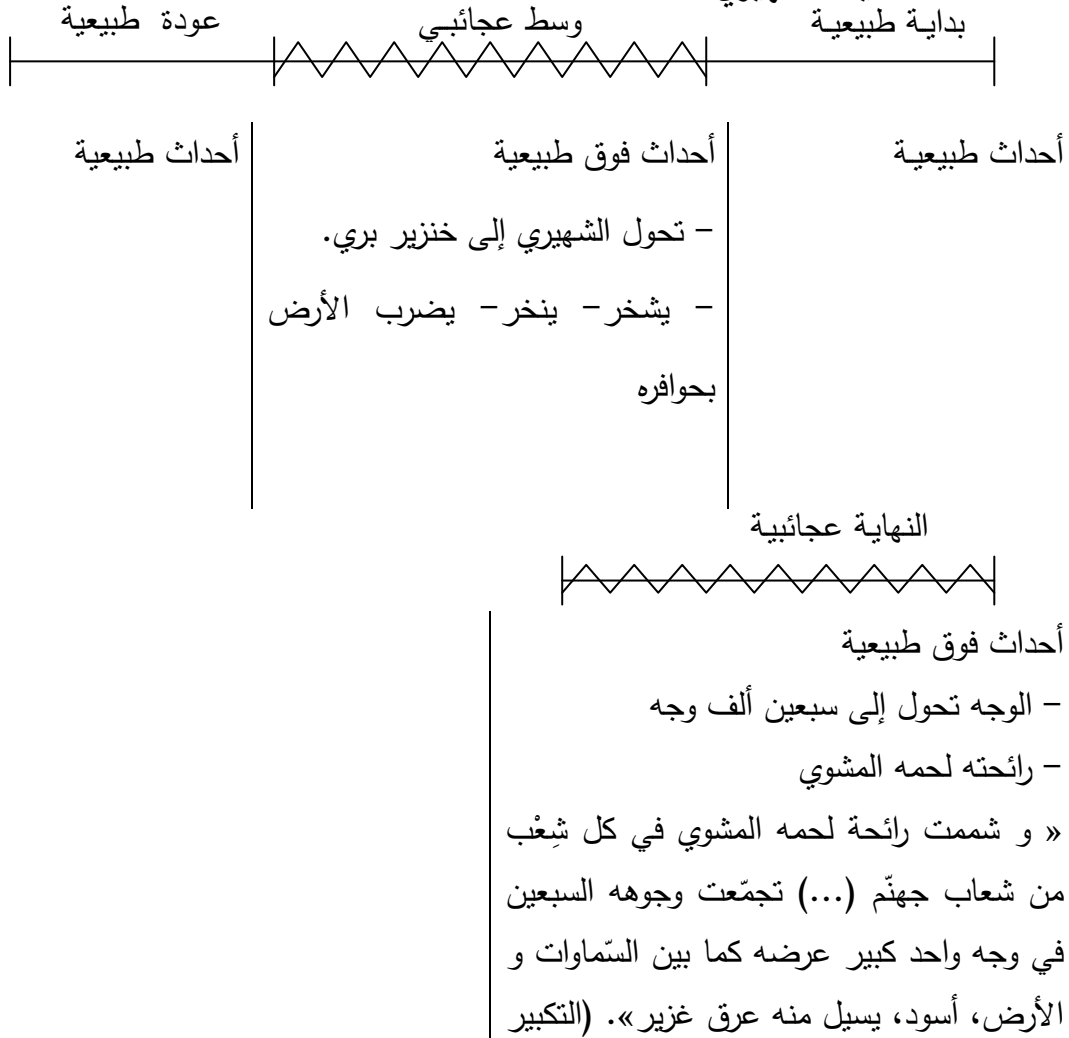 بداية طبيعية
وسط عجائبي
عودة طبيعية
أحداث طبيعية
أحداث فوق طبيعية
– تحول الشهيري إلى خنزير بري.
– يشخر– ينخر– يضرب الأرض
بحوافره
أحداث طبيعية
النهاية عجائبية
أحداث فوق طبيعية
– الوجه تحول إلى سبعين ألف وجه
– رائحته لحمه المشوي
« و شممت رائحة لحمه المشوي في كل شِعْب
من شعاب جهنّم (...) تجمّعت وجوهه السبعين
في وجه واحد كبير عرضه كما بين السّماوات و
الأرض، أسود، يسيل منه عرق غزير». (التكبير